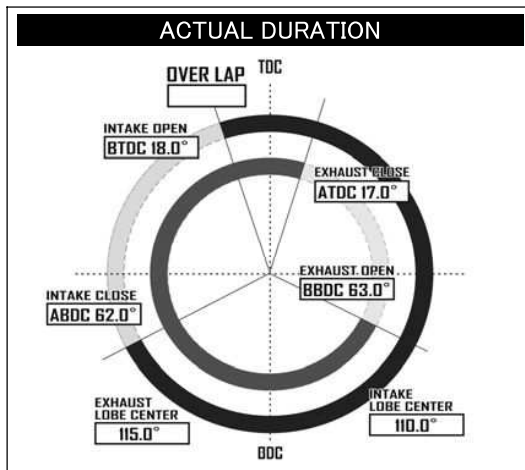 ACTUAL DURATION
OVER LAP
TDC
INTAKE OPEN
BTDC 18.0°
EXHAUST CLOSE
ATDC 17.0°
EXHAUST OPEN
BBDC 63.0°
INTAKE CLOSE
ABDC 62.0°
EXHAUST
LOBE CENTER
115.0°
INTAKE
LOBE CENTER
110.0°
BDC